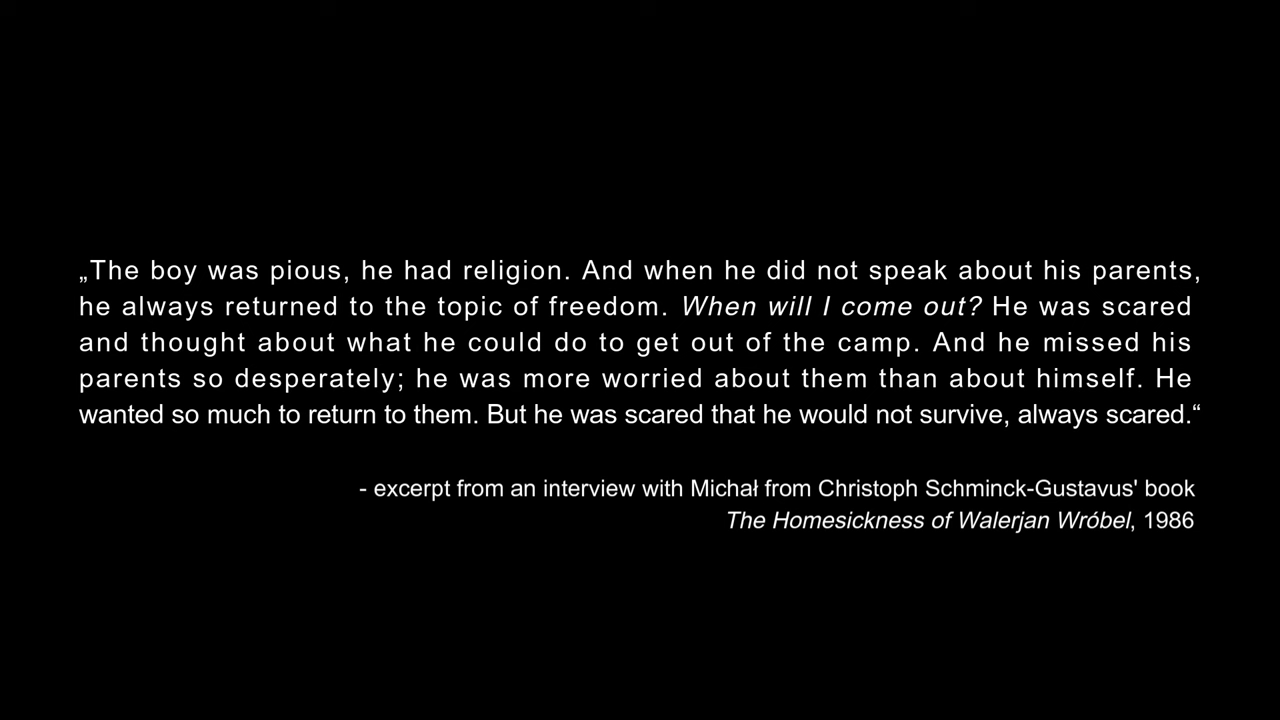 „The boy was pious, he had religion. And when he did not speak about his parents,
he always returned to the topic of freedom. When will I come out? He was scared
and thought about what he could do to get out of the camp. And he missed his
parents so desperately; he was more worried about them than about himself. He
wanted so much to return to them. But he was scared that he would not survive, always scared.“
- excerpt from an interview with Michał from Christoph Schminck-Gustavus' book
The Homesickness of Walerjan Wróbel, 1986